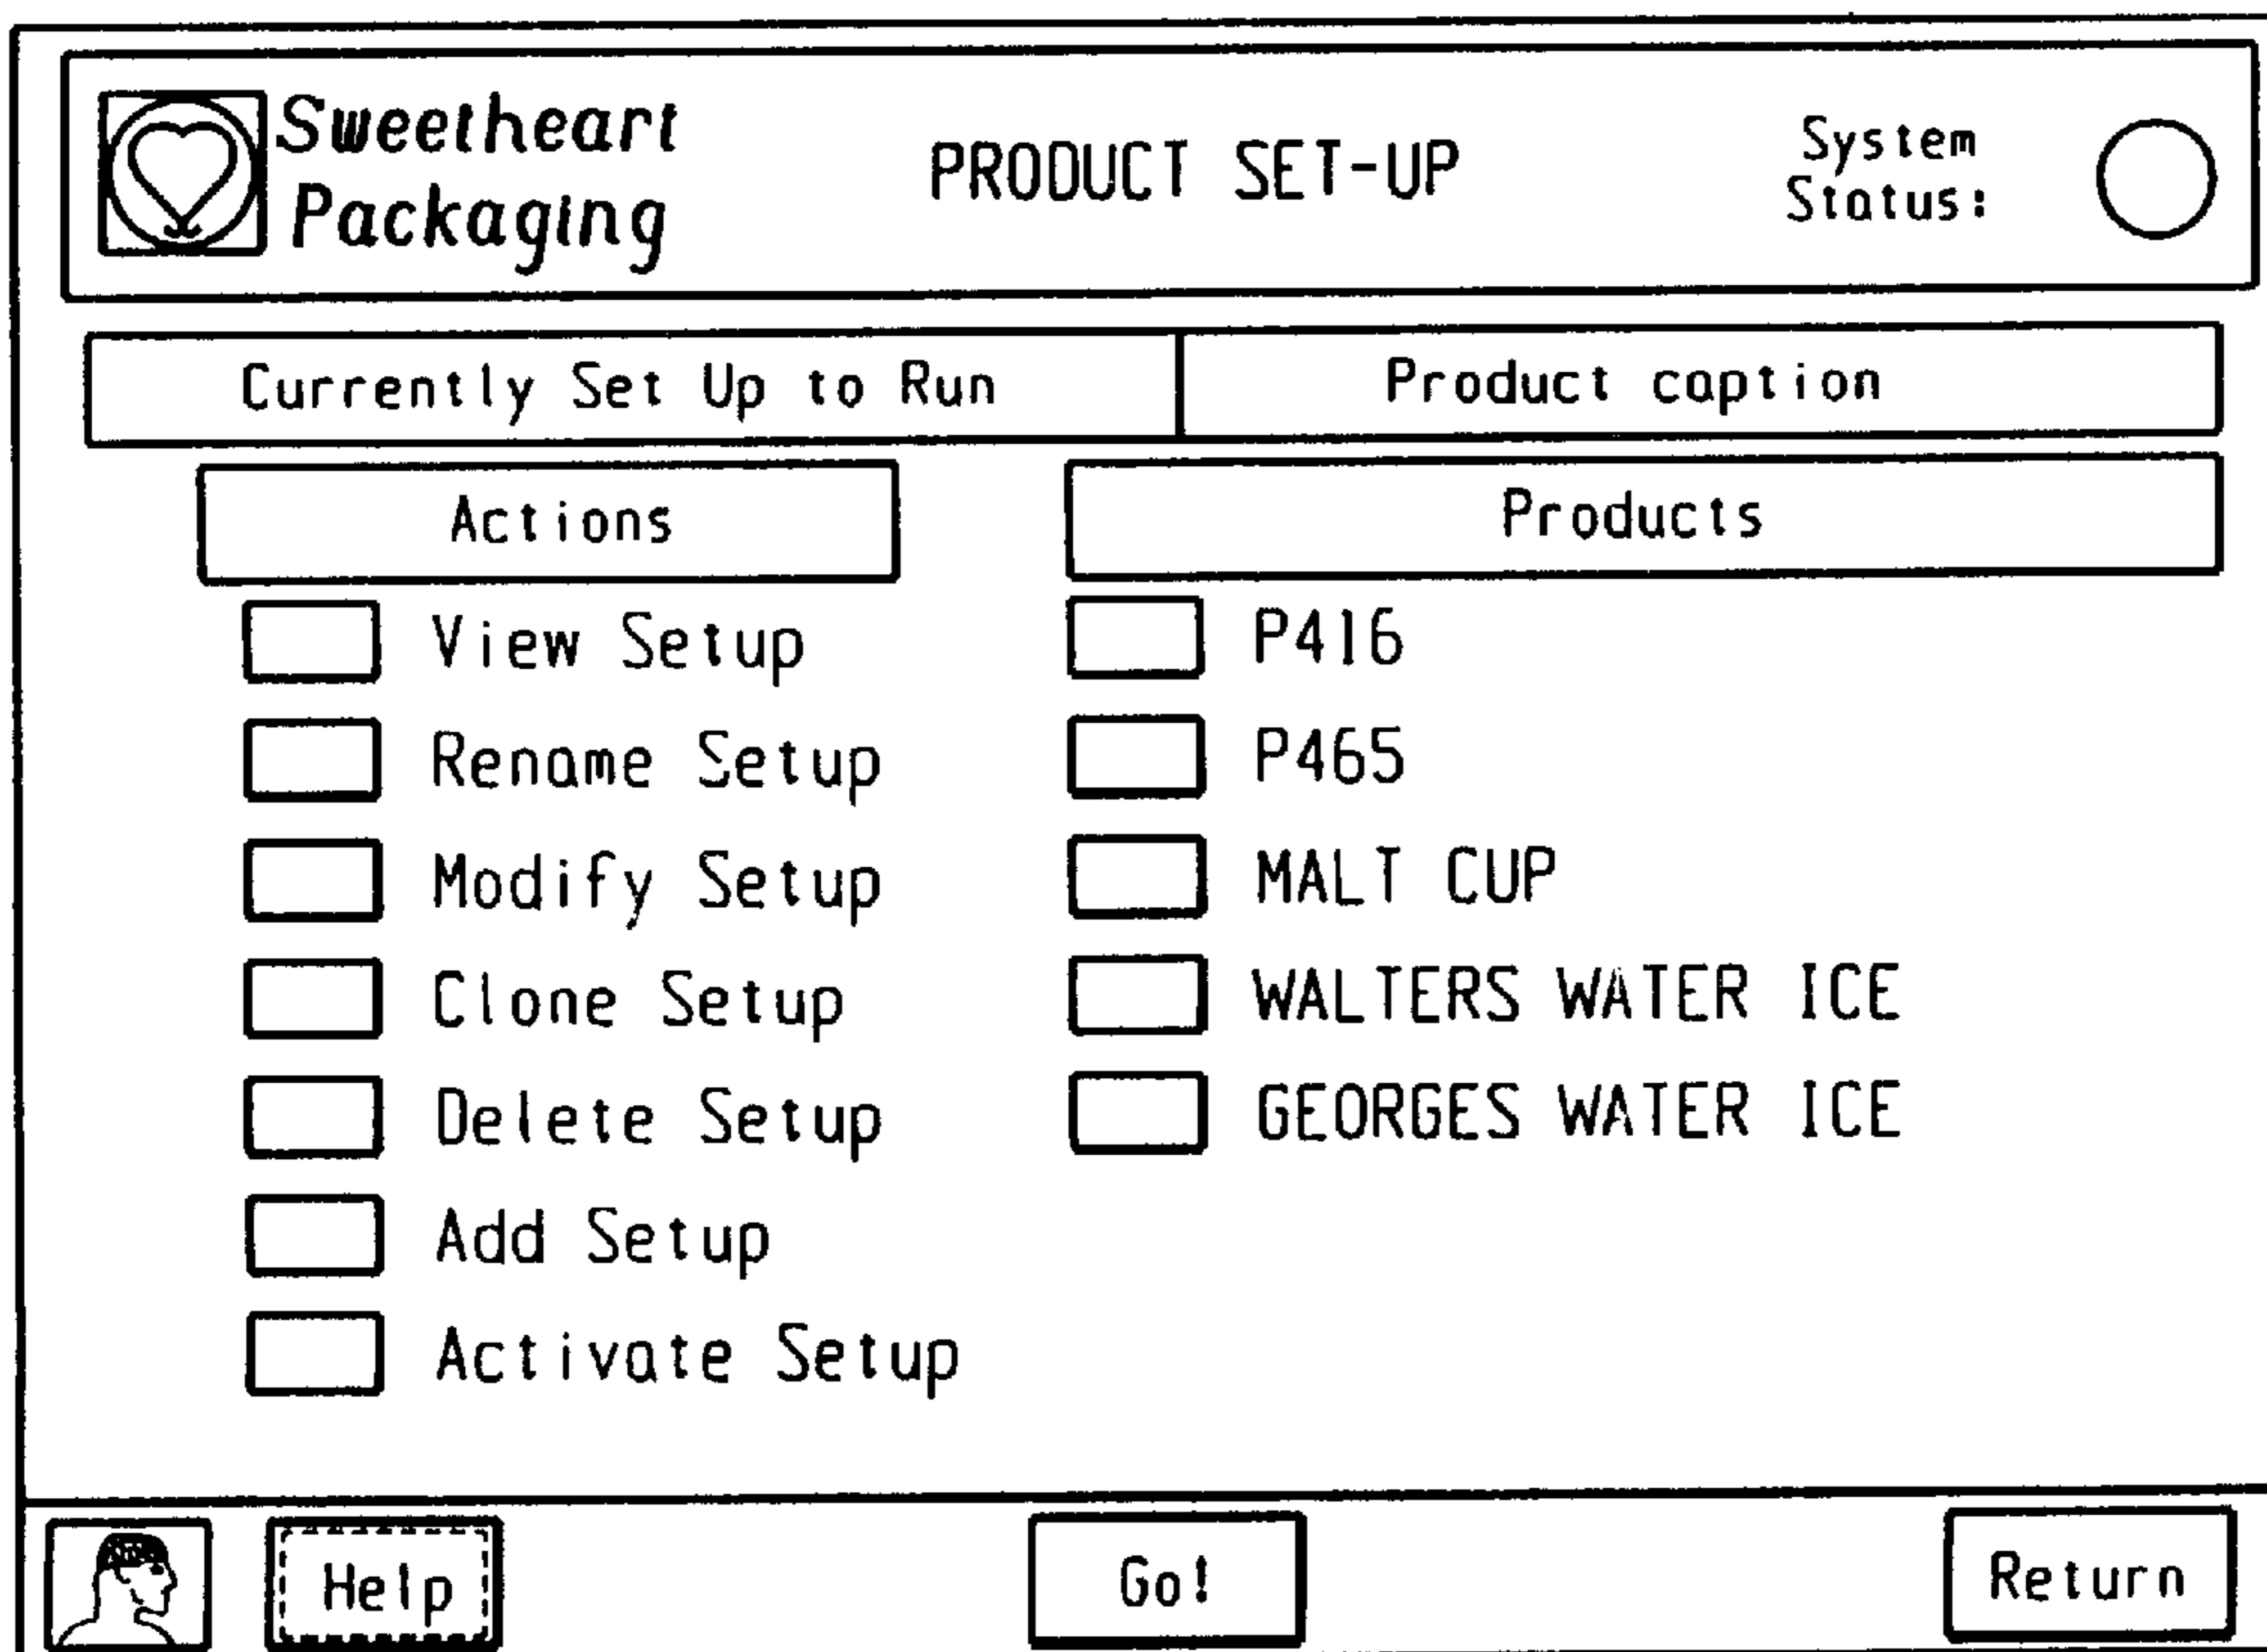 Sweetheart
Packaging
PRODUCT SET-UP
System
Status:
Currently Set Up to Run
Product caption
Actions
Products
View Setup
P416
Rename Setup
P465
Modify Setup
MALT CUP
Clone Setup
WALTERS WATER ICE
Delete Setup
GEORGES WATER ICE
Add Setup
Activate Setup
Help
Go!
Return